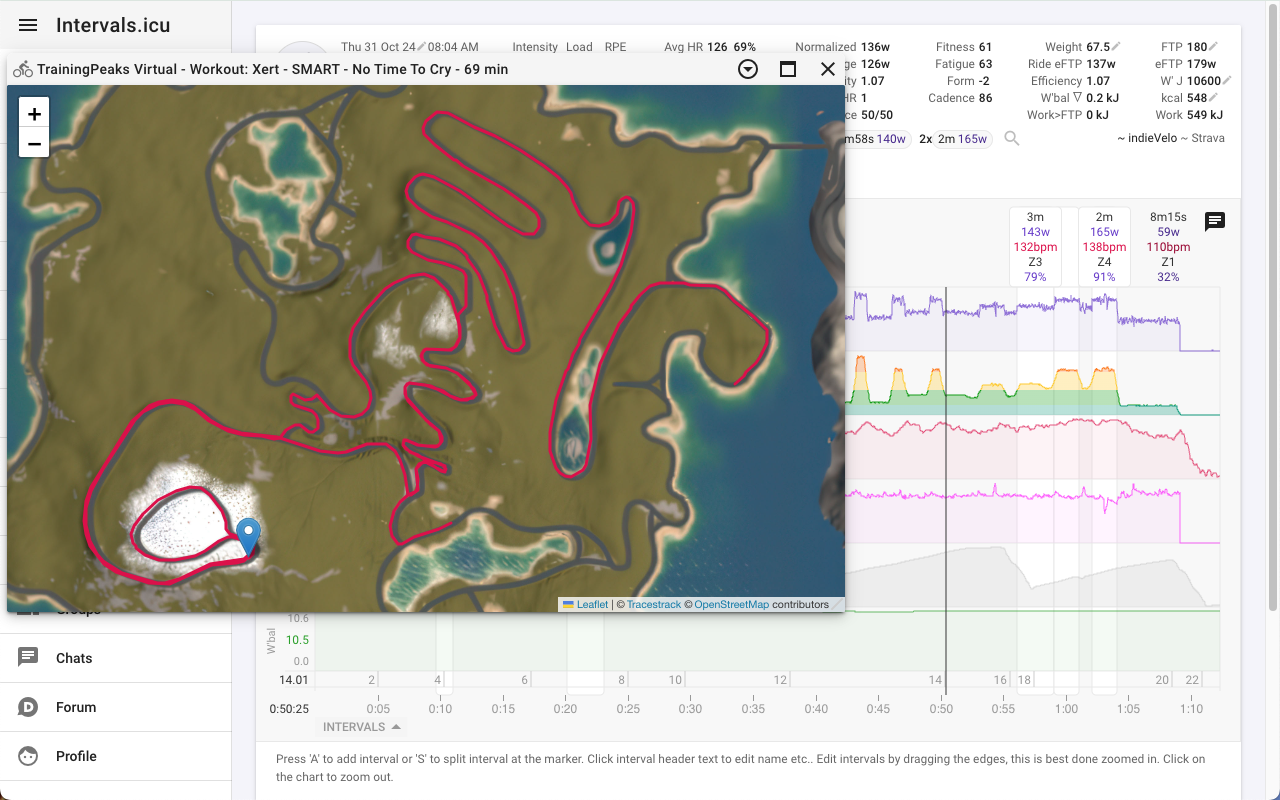 Intervals.icu
Thu 31 Oct 24 08:04 AM
Intensity Load RPE
Avg HR 126 69%
Normalized 136w
Fitness 61
Weight 67.5
FTP 180
ge 126w
Fatigue 63
Ride eFTP 137w
eFTP 179w
ity 1.07
Form -2
Efficiency 1.07
W' J 10600
HR 1
Cadence 86
W'bal ▽ 0.2 kJ
kcal 548
ce 50/50
Work>FTP 0 kJ
Work 549 kJ
m58s 140w
2x 2m 165w
~ indieVelo ~ Strava
TrainingPeaks Virtual - Workout: Xert - SMART - No Time To Cry - 69 min
+
−
3m
143w
132bpm
Z3
79%
2m
165w
138bpm
Z4
91%
8m15s
59w
110bpm
Z1
32%
Leaflet | © Tracestrack © OpenStreetMap contributors
Groups
Chats
Forum
Profile
W'bal
10.6
10.5
0.0
14.01
2 4 6 8 10 12 14 16 18 20 22
0:50:25
0:05 0:10 0:15 0:20 0:25 0:30 0:35 0:40 0:45 0:50 0:55 1:00 1:05 1:10
INTERVALS
Press 'A' to add interval or 'S' to split interval at the marker. Click interval header text to edit name etc.. Edit intervals by dragging the edges, this is best done zoomed in. Click on
the chart to zoom out.